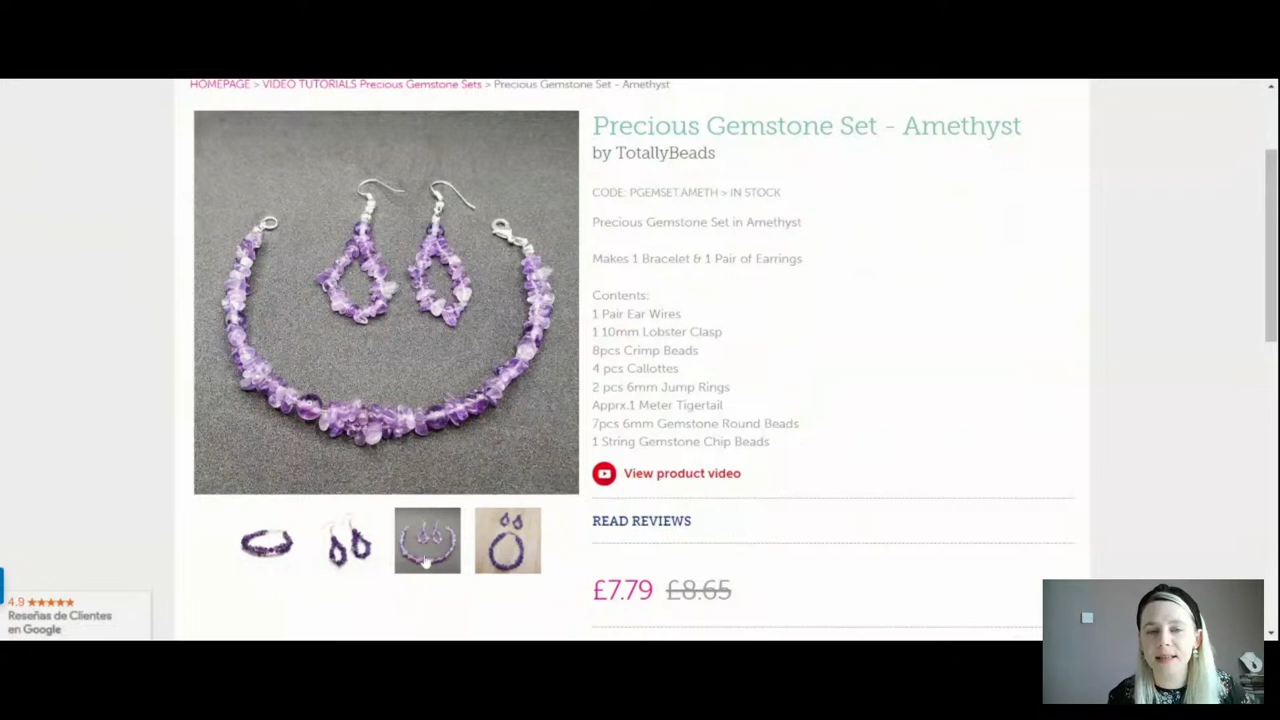 HOMEPAGE > VIDEO TUTORIALS Precious Gemstone Sets > Precious Gemstone Set - Amethyst
Precious Gemstone Set - Amethyst
by TotallyBeads
CODE: PGEMSET.AMETH > IN STOCK
Precious Gemstone Set in Amethyst
Makes 1 Bracelet & 1 Pair of Earrings
Contents:
1 Pair Ear Wires
1 10mm Lobster Clasp
8pcs Crimp Beads
4 pcs Callottes
2 pcs 6mm Jump Rings
Apprx.1 Meter Tigertail
7pcs 6mm Gemstone Round Beads
1 String Gemstone Chip Beads
View product video
READ REVIEWS
£7.79 £8.65
4.9
Reseñas de Clientes
en Google